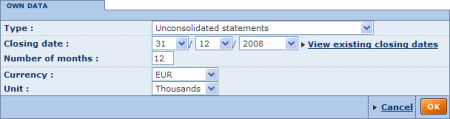 OWN DATA
Type : Unconsolidated statements
Closing date : 31 / 12 / 2008 View existing closing dates
Number of months : 12
Currency : EUR
Unit : Thousands
Cancel OK